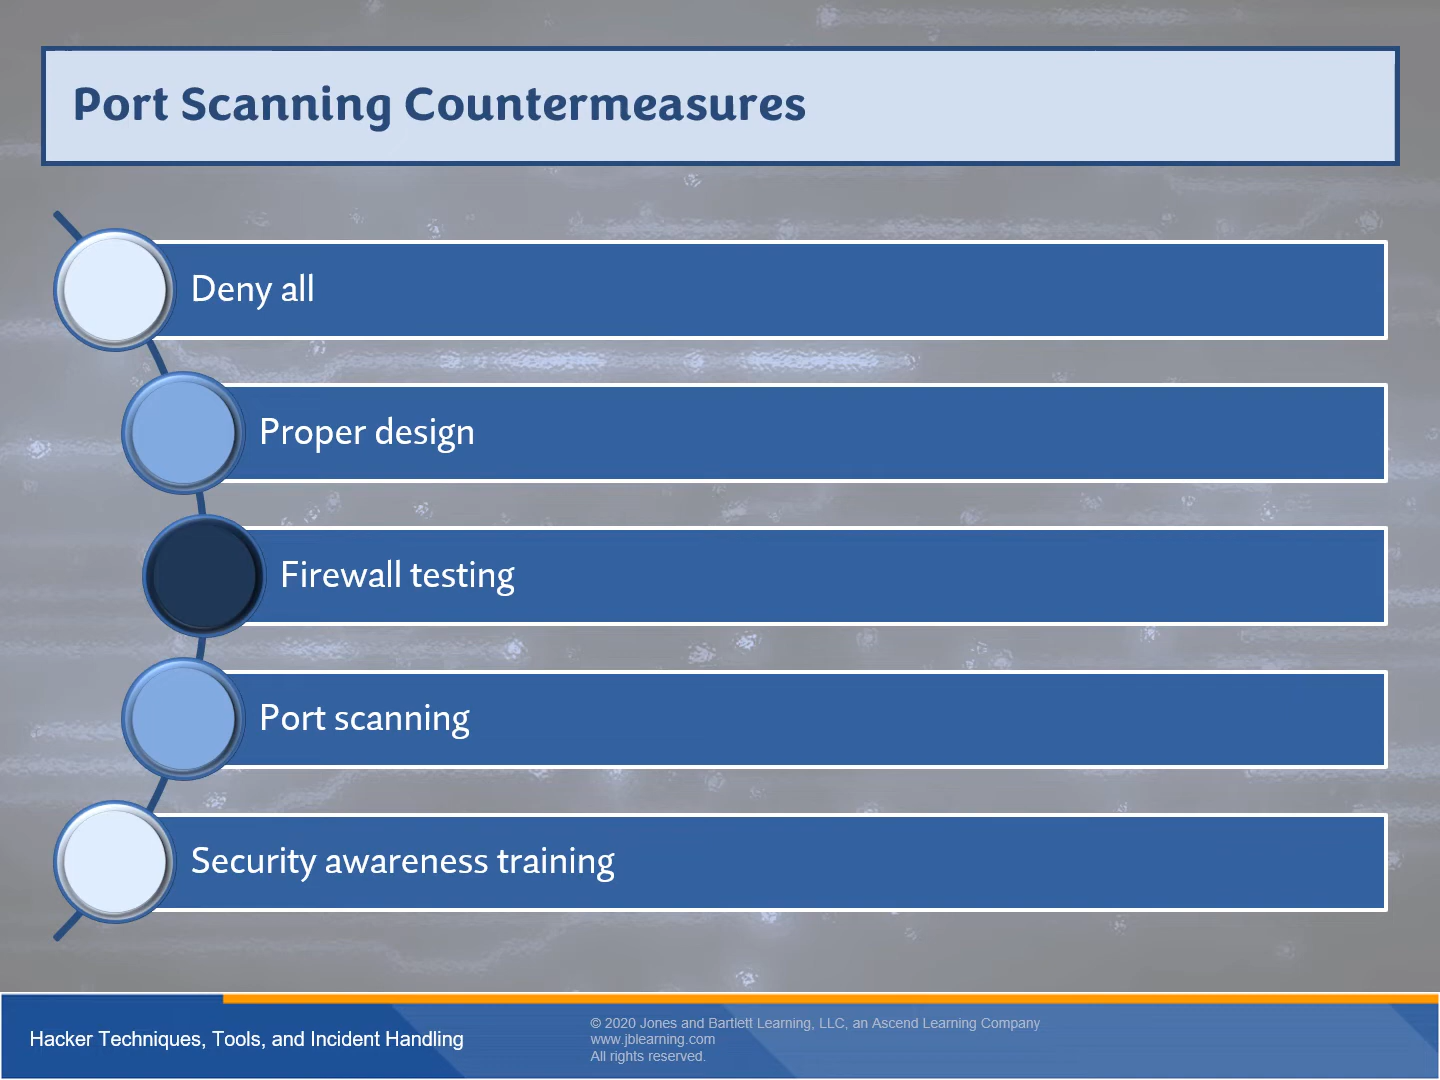 Port Scanning Countermeasures
Deny all
Proper design
Firewall testing
Port scanning
Security awareness training
Hacker Techniques, Tools, and Incident Handling
© 2020 Jones and Bartlett Learning, LLC, an Ascend Learning Company
www.jblearning.com
All rights reserved.